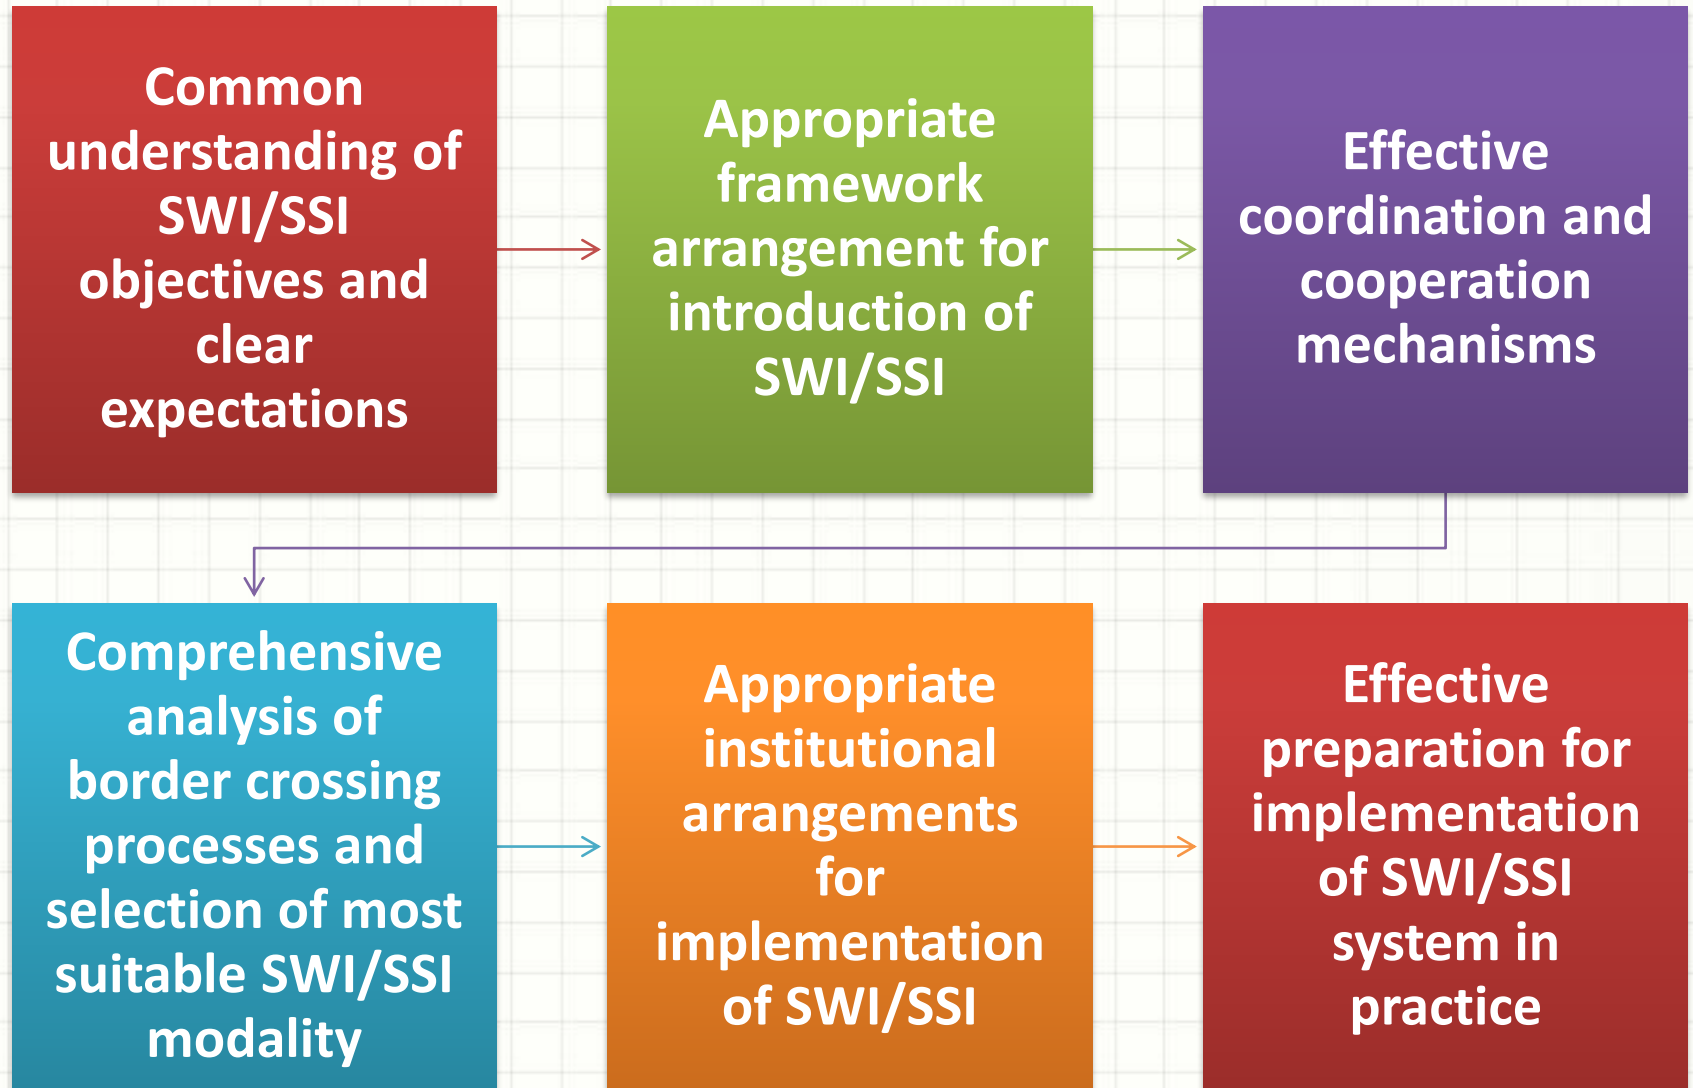 Common
understanding of
SWI/SSI
objectives and
clear
expectations
Appropriate
framework
arrangement for
introduction of
SWI/SSI
Effective
coordination and
cooperation
mechanisms
Comprehensive
analysis of
border crossing
processes and
selection of most
suitable SWI/SSI
modality
Appropriate
institutional
arrangements
for
implementation
of SWI/SSI
Effective
preparation for
implementation
of SWI/SSI
system in
practice